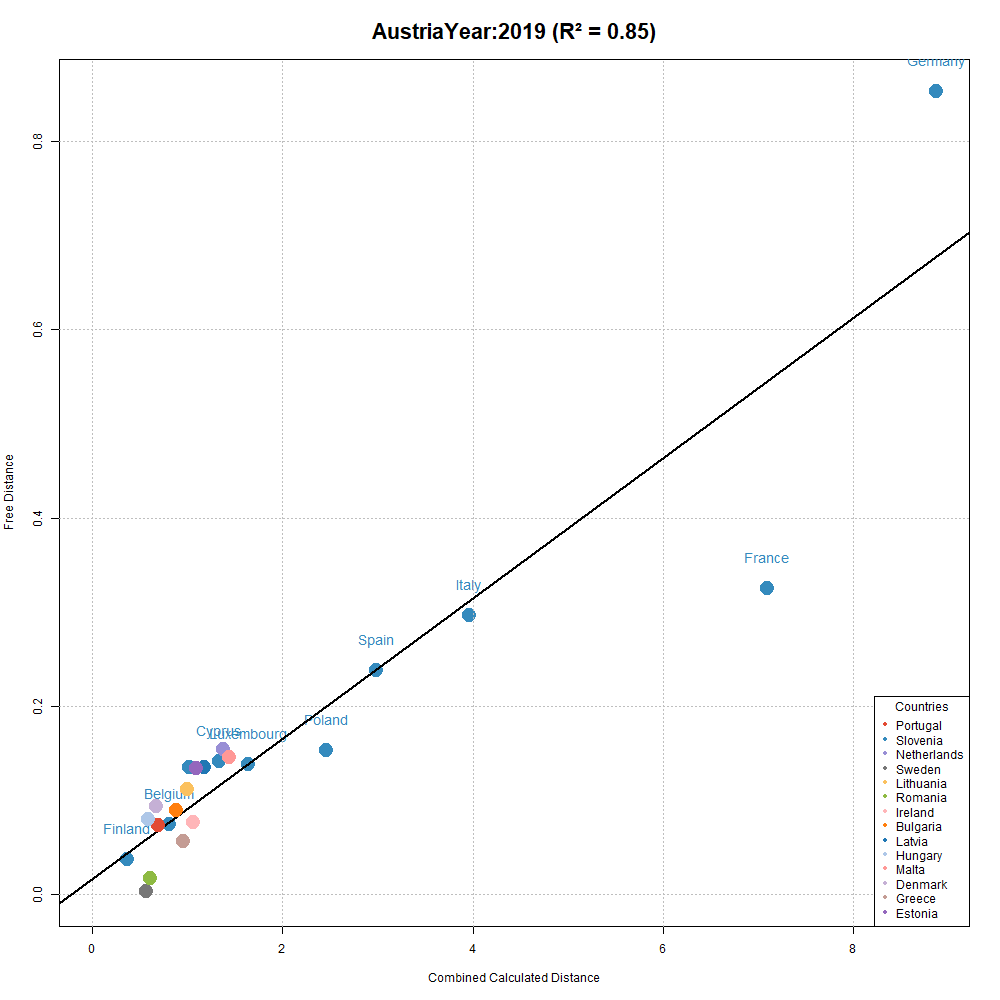 AustriaYear:2019 (R² = 0.85)
Germany
France
Italy
Spain
Poland
Cyprus
Luxembourg
Belgium
Finland
Free Distance
0.8
0.6
0.4
0.2
0.0
0
2
4
6
8
Combined Calculated Distance
Countries
Portugal
Slovenia
Netherlands
Sweden
Lithuania
Romania
Ireland
Bulgaria
Latvia
Hungary
Malta
Denmark
Greece
Estonia